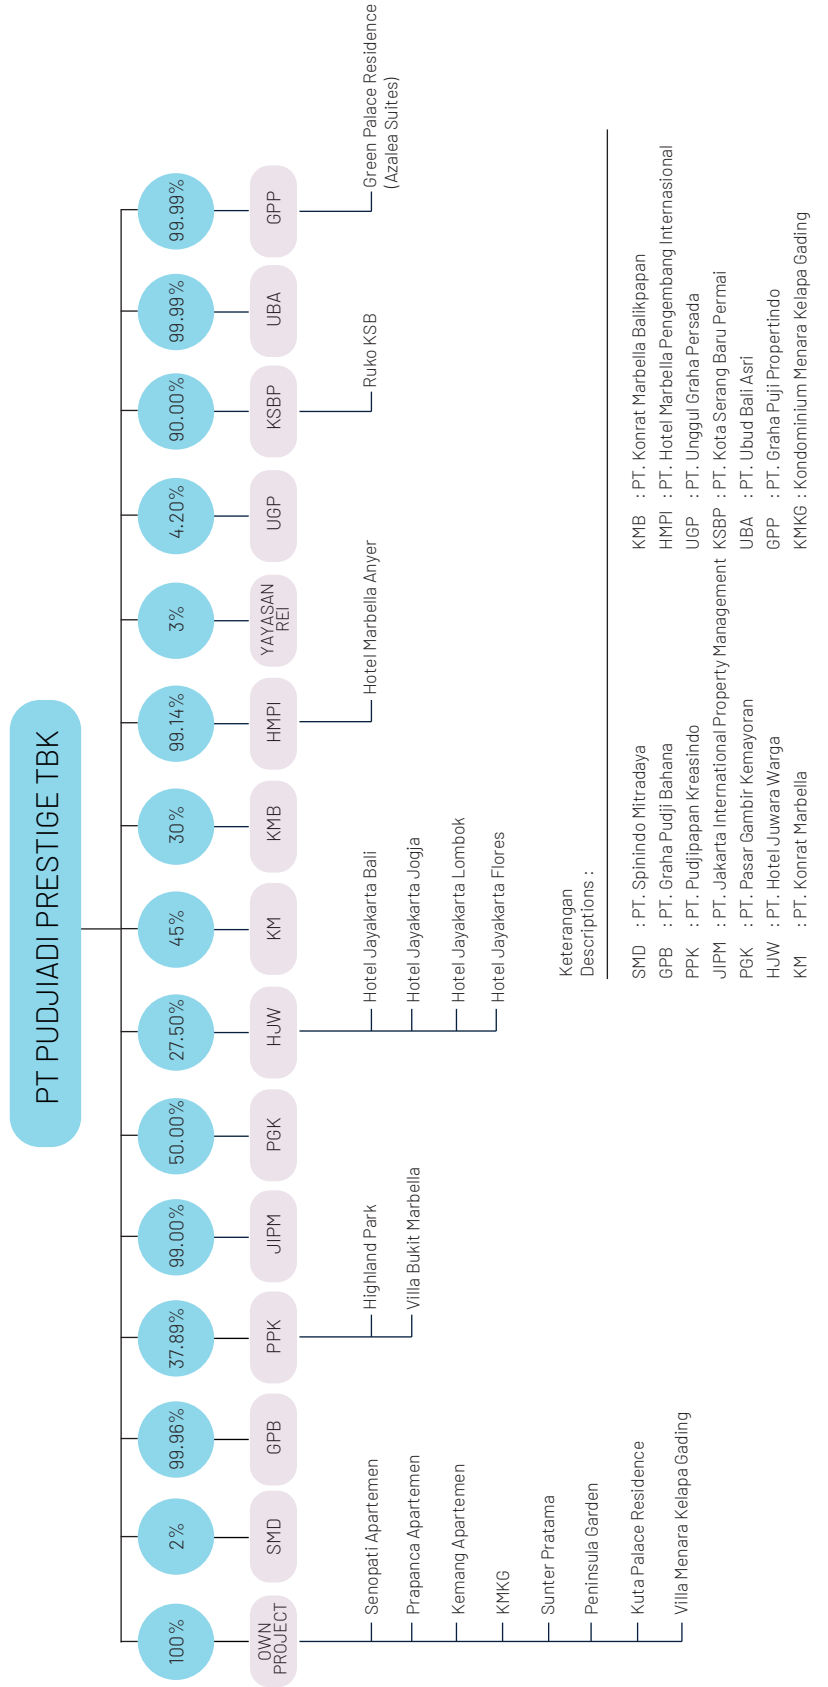 PT PUDJIADI PRESTIGE TBK
100%
2%
99.96%
37.89%
99.00%
50.00%
27.50%
45%
30%
99.14%
3%
4.20%
90.00%
99.99%
99.99%
OWN
PROJECT
SMD
GPB
PPK
JIPM
PGK
HJW
KM
KMB
HMPI
YAYASAN
REI
UGP
KSBP
UBA
GPP
Senopati Apartemen
Prapanca Apartemen
Kemang Apartemen
KMKG
Sunter Pratama
Peninsula Garden
Kuta Palace Residence
Villa Menara Kelapa Gading
Highland Park
Villa Bukit Marbella
Hotel Jayakarta Bali
Hotel Jayakarta Jogja
Hotel Jayakarta Lombok
Hotel Jayakarta Flores
Hotel Marbella Anyer
Ruko KSB
Green Palace Residence
(Azalea Suites)
Keterangan
Descriptions :
SMD : PT. Spinindo Mitradaya
GPB : PT. Graha Pudji Bahana
PPK : PT. Pudjipapan Kreasindo
JIPM : PT. Jakarta International Property Management
PGK : PT. Pasar Gambir Kemayoran
HJW : PT. Hotel Juwara Warga
KM : PT. Konrat Marbella
KMB : PT. Konrat Marbella Balikpapan
HMPI : PT. Hotel Marbella Pengembang Internasional
UGP : PT. Unggul Graha Persada
KSBP : PT. Kota Serang Baru Permai
UBA : PT. Ubud Bali Asri
GPP : PT. Graha Puji Propertindo
KMKG : Kondominium Menara Kelapa Gading